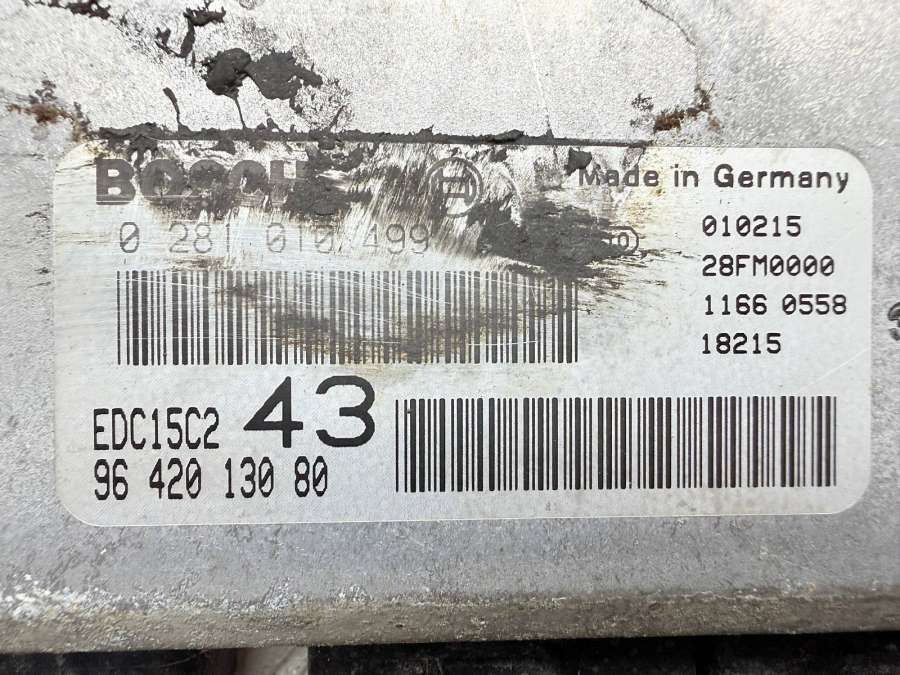 BOSCH
Made in Germany
0 281 010 499
010215
28FM0000
1166 0558
18215
EDC15C2 43
96 420 130 80